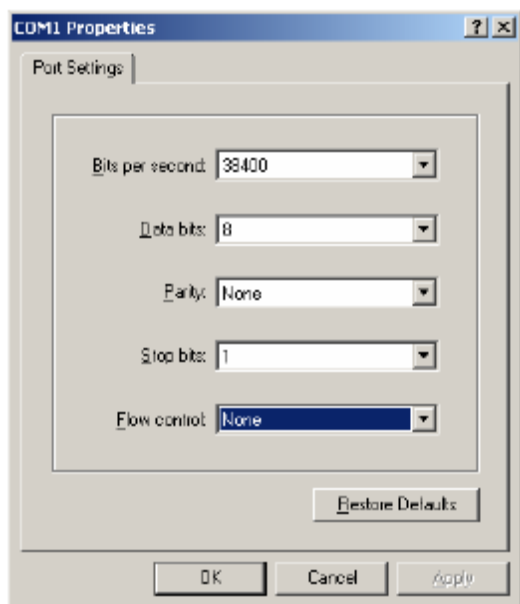 COM1 Properties
Port Settings
Bits per second: 38400
Data bits: 8
Parity: None
Stop bits: 1
Flow control: None
Restore Defaults
OK Cancel Apply